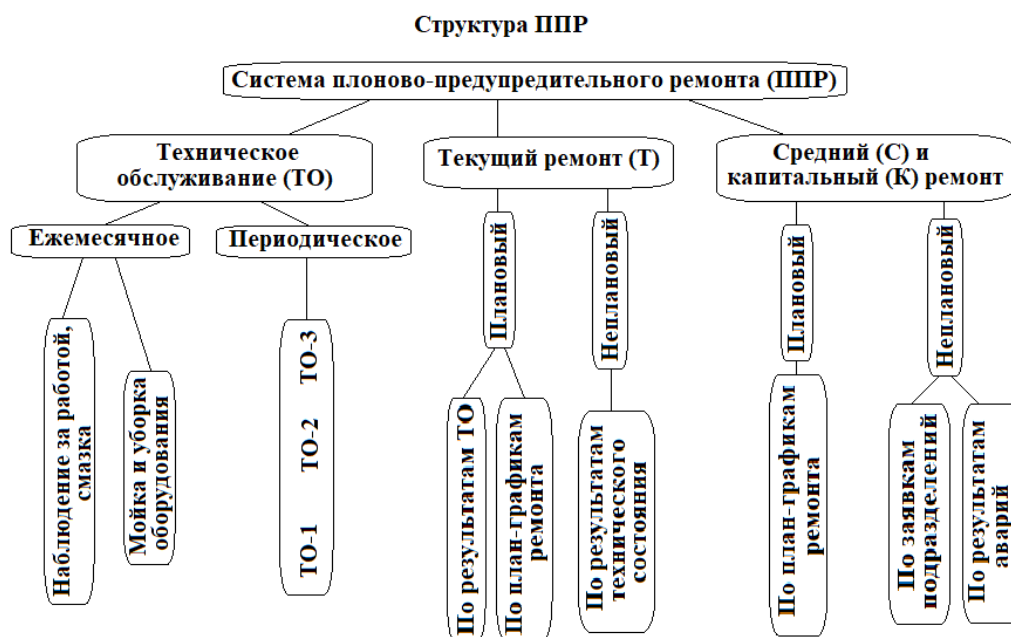 Структура ППР
Система плоново-предупредительного ремонта (ППР)
Техническое
обслуживание (ТО)
Текущий ремонт (Т)
Средний (С) и
капитальный (К) ремонт
Ежемесячное
Периодическое
Плановый
Неплановый
Плановый
Неплановый
Наблюдение за работой,
смазка
Мойка и уборка
оборудования
ТО-1 ТО-2 ТО-3
По результатам ТО
По план-графикам
ремонта
По результатам
технического
состояния
По план-графикам
ремонта
По заявкам
подразделений
По результатам
аварий